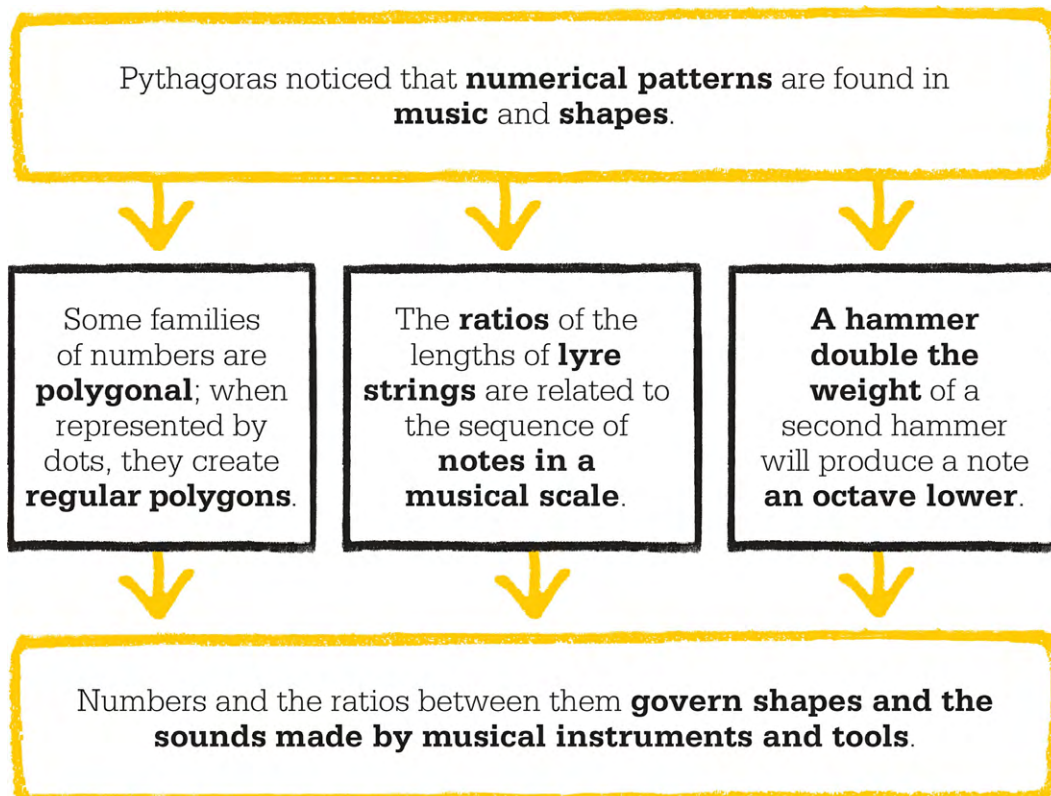 Pythagoras noticed that numerical patterns are found in
music and shapes.
Some families
of numbers are
polygonal; when
represented by
dots, they create
regular polygons.
The ratios of the
lengths of lyre
strings are related to
the sequence of
notes in a
musical scale.
A hammer
double the
weight of a
second hammer
will produce a note
an octave lower.
Numbers and the ratios between them govern shapes and the
sounds made by musical instruments and tools.